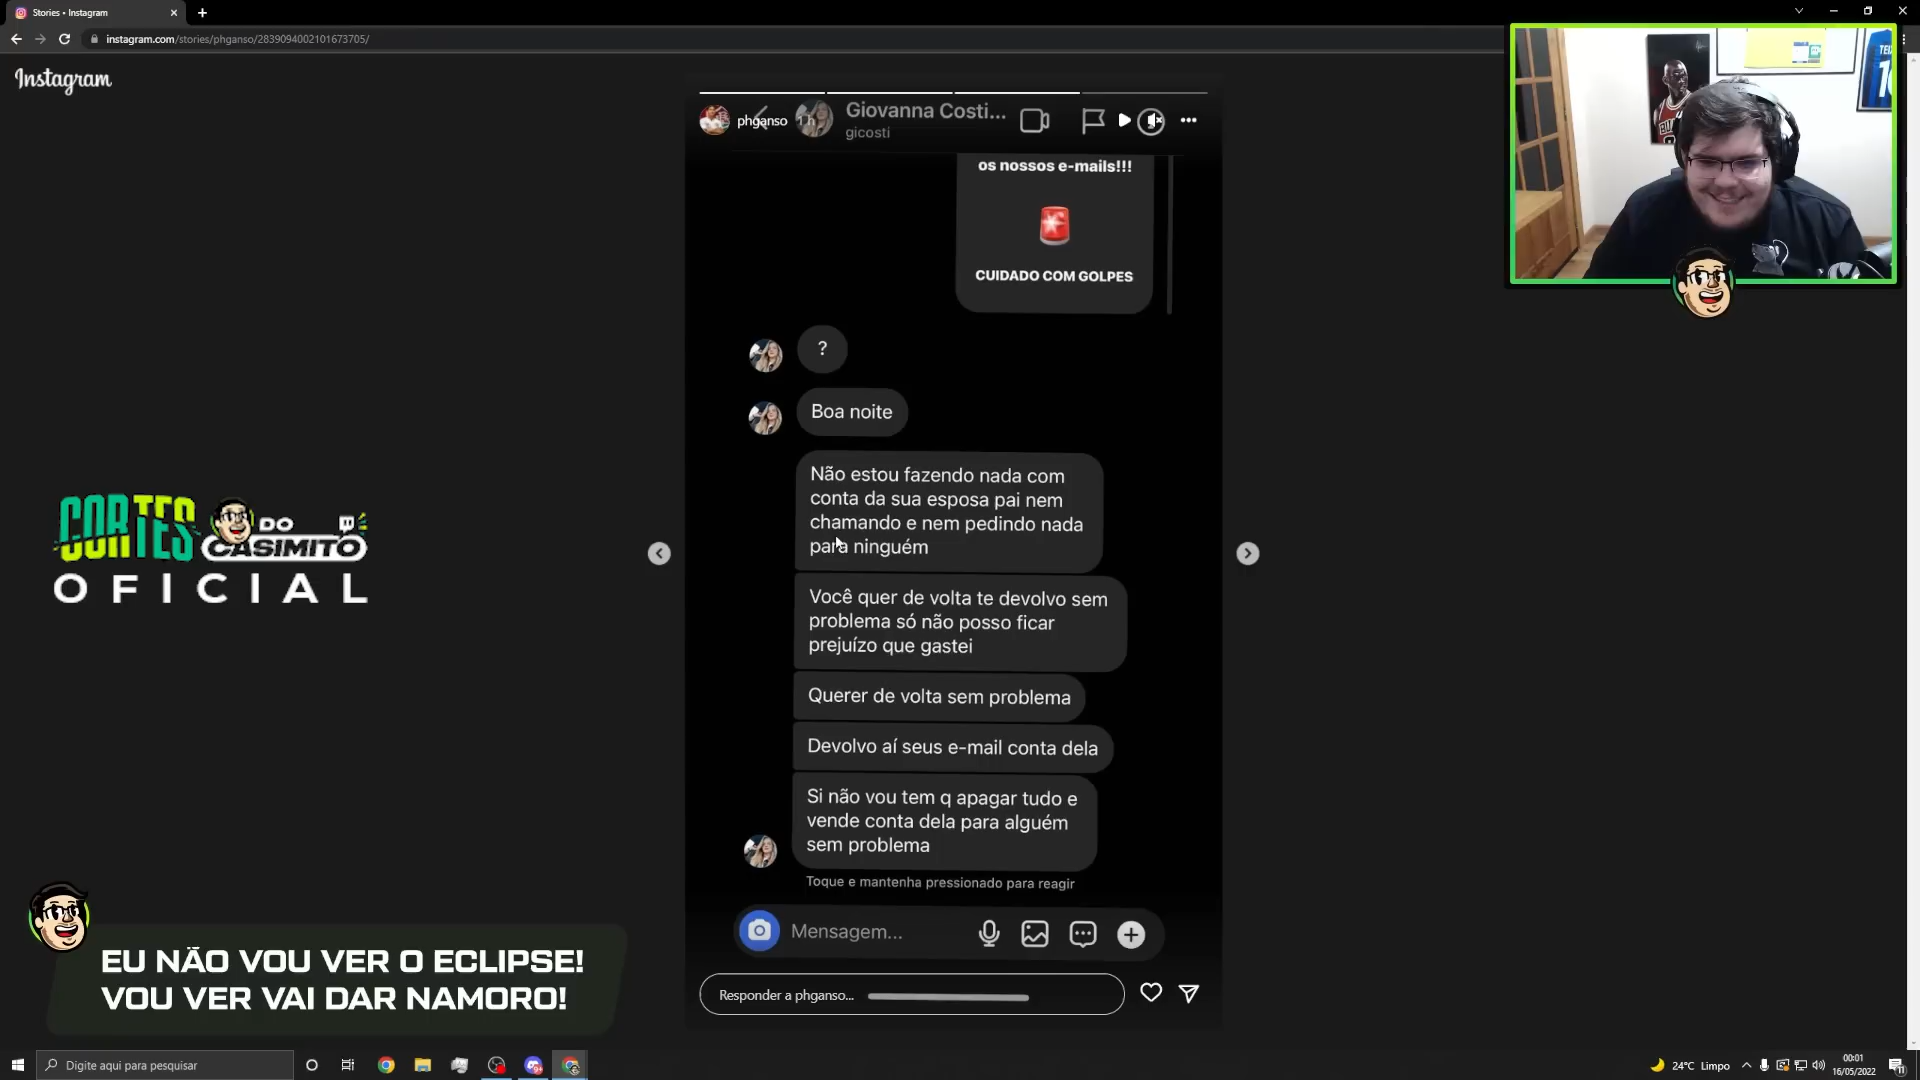 Stories • Instagram
instagram.com/stories/phganso/2839094002101673705/
Instagram
phganso
1 h
Giovanna Costi...
gicosti
os nossos e-mails!!!
CUIDADO COM GOLPES
?
Boa noite
Não estou fazendo nada com
conta da sua esposa pai nem
chamando e nem pedindo nada
para ninguém
Você quer de volta te devolvo sem
problema só não posso ficar
prejuízo que gastei
Querer de volta sem problema
Devolvo aí seus e-mail conta dela
Si não vou tem q apagar tudo e
vende conta dela para alguém
sem problema
Toque e mantenha pressionado para reagir
Mensagem...
Responder a phganso...
CORTES DO
CASIMITO
OFICIAL
EU NÃO VOU VER O ECLIPSE!
VOU VER VAI DAR NAMORO!
Digite aqui para pesquisar
24°C Limpo
00:01
16/05/2022